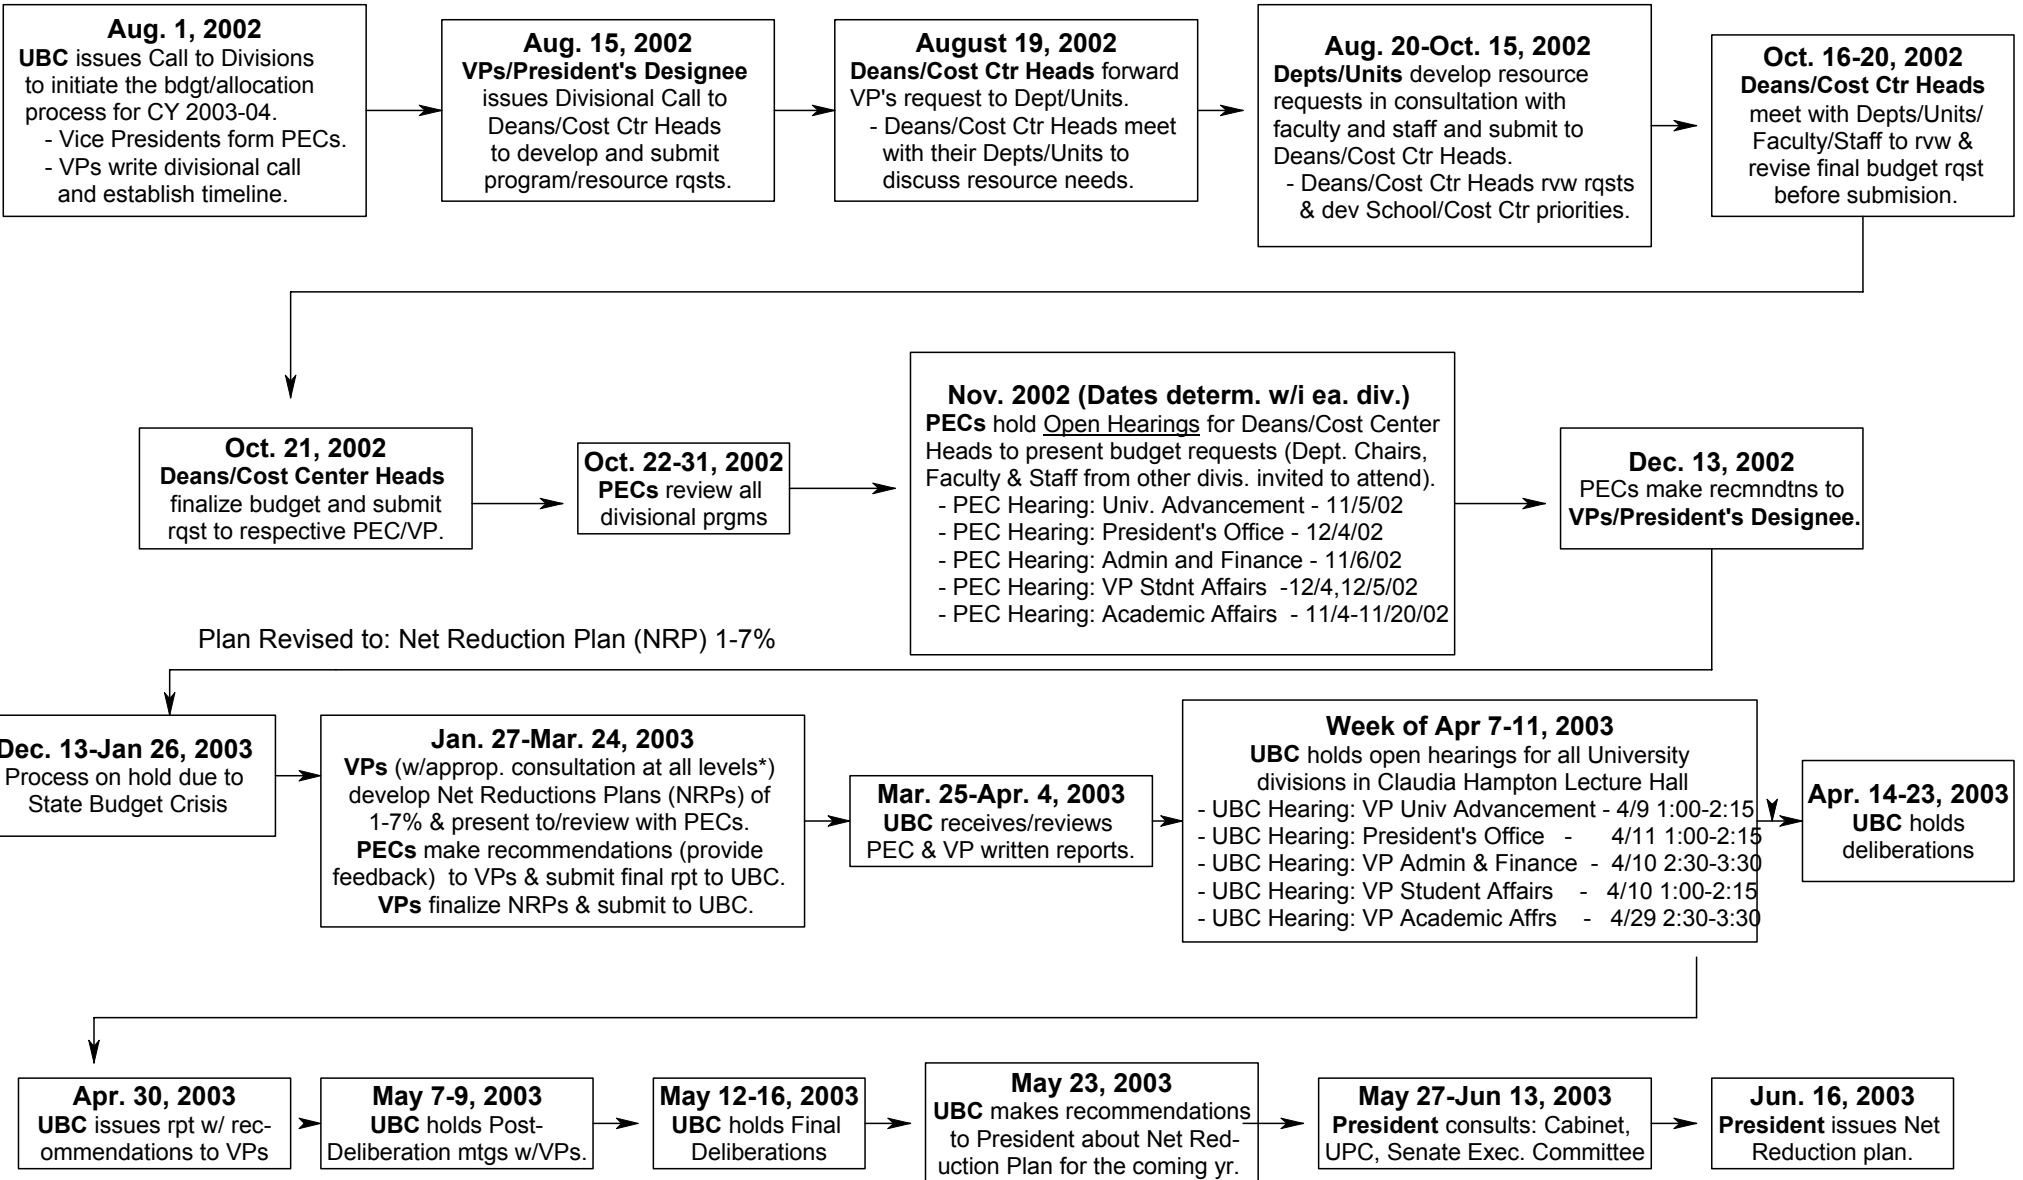 Aug. 1, 2002
UBC issues Call to Divisions
to initiate the bdgt/allocation
process for CY 2003-04.
- Vice Presidents form PECs.
- VPs write divisional call
and establish timeline.
Aug. 15, 2002
VPs/President's Designee
issues Divisional Call to
Deans/Cost Ctr Heads
to develop and submit
program/resource rqsts.
August 19, 2002
Deans/Cost Ctr Heads forward
VP's request to Dept/Units.
- Deans/Cost Ctr Heads meet
with their Depts/Units to
discuss resource needs.
Aug. 20-Oct. 15, 2002
Depts/Units develop resource
requests in consultation with
faculty and staff and submit to
Deans/Cost Ctr Heads.
- Deans/Cost Ctr Heads rvw rqsts
& dev School/Cost Ctr priorities.
Oct. 16-20, 2002
Deans/Cost Ctr Heads
meet with Depts/Units/
Faculty/Staff to rvw &
revise final budget rqst
before submision.
Oct. 21, 2002
Deans/Cost Center Heads
finalize budget and submit
rqst to respective PEC/VP.
Oct. 22-31, 2002
PECs review all
divisional prgms
Nov. 2002 (Dates determ. w/i ea. div.)
PECs hold Open Hearings for Deans/Cost Center
Heads to present budget requests (Dept. Chairs,
Faculty & Staff from other divis. invited to attend).
- PEC Hearing: Univ. Advancement - 11/5/02
- PEC Hearing: President's Office - 12/4/02
- PEC Hearing: Admin and Finance - 11/6/02
- PEC Hearing: VP Stdnt Affairs -12/4,12/5/02
- PEC Hearing: Academic Affairs - 11/4-11/20/02
Dec. 13, 2002
PECs make recmndtns to
VPs/President's Designee.
Plan Revised to: Net Reduction Plan (NRP) 1-7%
Dec. 13-Jan 26, 2003
Process on hold due to
State Budget Crisis
Jan. 27-Mar. 24, 2003
VPs (w/approp. consultation at all levels*)
develop Net Reductions Plans (NRPs) of
1-7% & present to/review with PECs.
PECs make recommendations (provide
feedback) to VPs & submit final rpt to UBC.
VPs finalize NRPs & submit to UBC.
Mar. 25-Apr. 4, 2003
UBC receives/reviews
PEC & VP written reports.
Week of Apr 7-11, 2003
UBC holds open hearings for all University
divisions in Claudia Hampton Lecture Hall
- UBC Hearing: VP Univ Advancement - 4/9 1:00-2:15
- UBC Hearing: President's Office - 4/11 1:00-2:15
- UBC Hearing: VP Admin & Finance - 4/10 2:30-3:30
- UBC Hearing: VP Student Affairs - 4/10 1:00-2:15
- UBC Hearing: VP Academic Affrs - 4/29 2:30-3:30
Apr. 14-23, 2003
UBC holds
deliberations
Apr. 30, 2003
UBC issues rpt w/ rec-
ommendations to VPs
May 7-9, 2003
UBC holds Post-
Deliberation mtgs w/VPs.
May 12-16, 2003
UBC holds Final
Deliberations
May 23, 2003
UBC makes recommendations
to President about Net Red-
uction Plan for the coming yr.
May 27-Jun 13, 2003
President consults: Cabinet,
UPC, Senate Exec. Committee
Jun. 16, 2003
President issues Net
Reduction plan.